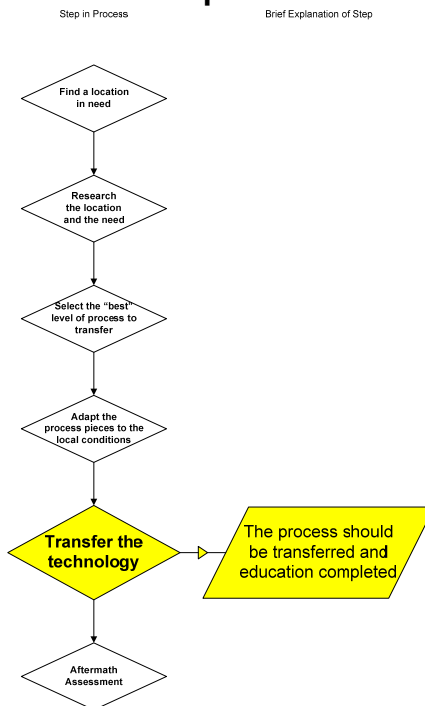 Step in Process
Brief Explanation of Step
Find a location
in need
Research
the location
and the need
Select the “best”
level of process to
transfer
Adapt the
process pieces to the
local conditions
Transfer the
technology
The process should
be transferred and
education completed
Aftermath
Assessment